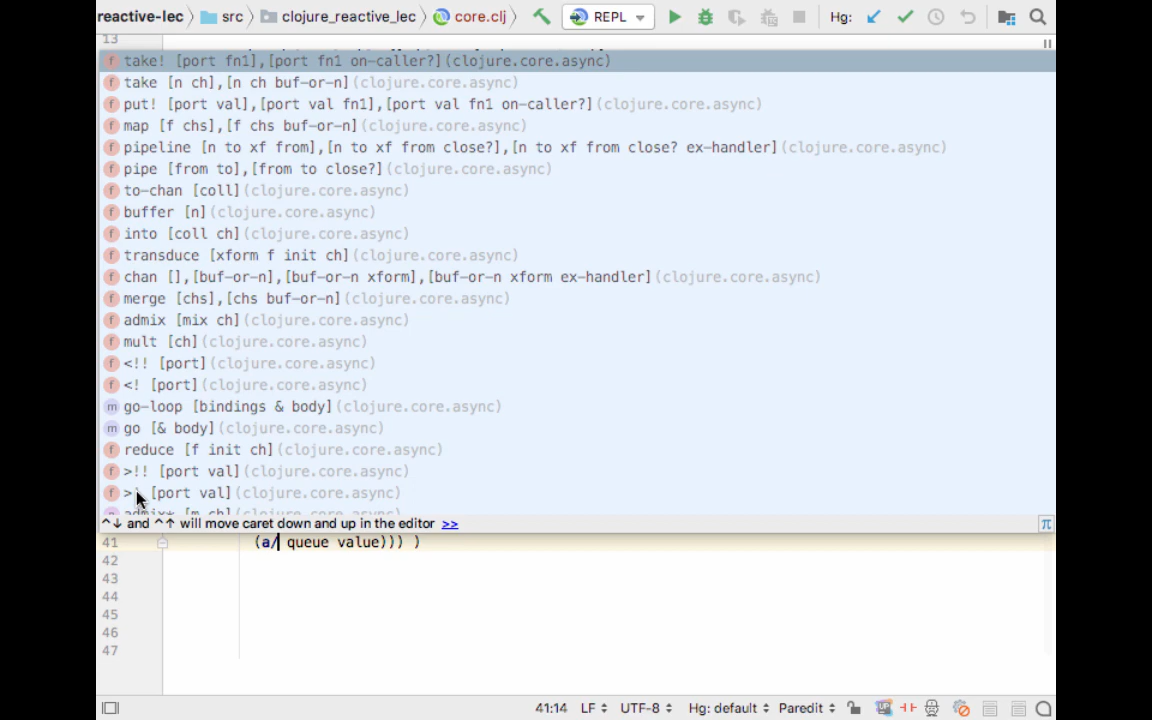 reactive-lec src clojure_reactive_lec core.clj REPL Hg:
13
f take! [port fn1],[port fn1 on-caller?](clojure.core.async)
f take [n ch],[n ch buf-or-n](clojure.core.async)
f put! [port val],[port val fn1],[port val fn1 on-caller?](clojure.core.async)
f map [f chs],[f chs buf-or-n](clojure.core.async)
f pipeline [n to xf from],[n to xf from close?],[n to xf from close? ex-handler](clojure.core.async)
f pipe [from to],[from to close?](clojure.core.async)
f to-chan [coll](clojure.core.async)
f buffer [n](clojure.core.async)
f into [coll ch](clojure.core.async)
f transduce [xform f init ch](clojure.core.async)
f chan [],[buf-or-n],[buf-or-n xform],[buf-or-n xform ex-handler](clojure.core.async)
f merge [chs],[chs buf-or-n](clojure.core.async)
f admix [mix ch](clojure.core.async)
f mult [ch](clojure.core.async)
f <!! [port](clojure.core.async)
f <! [port](clojure.core.async)
m go-loop [bindings & body](clojure.core.async)
m go [& body](clojure.core.async)
f reduce [f init ch](clojure.core.async)
f >!! [port val](clojure.core.async)
f >! [port val](clojure.core.async)
admix* [m ch](clojure.core.async)
^↓ and ^↑ will move caret down and up in the editor >> π
41 (a/ queue value))) )
42
43
44
45
46
47
41:14 LF UTF-8 Hg: default Paredit